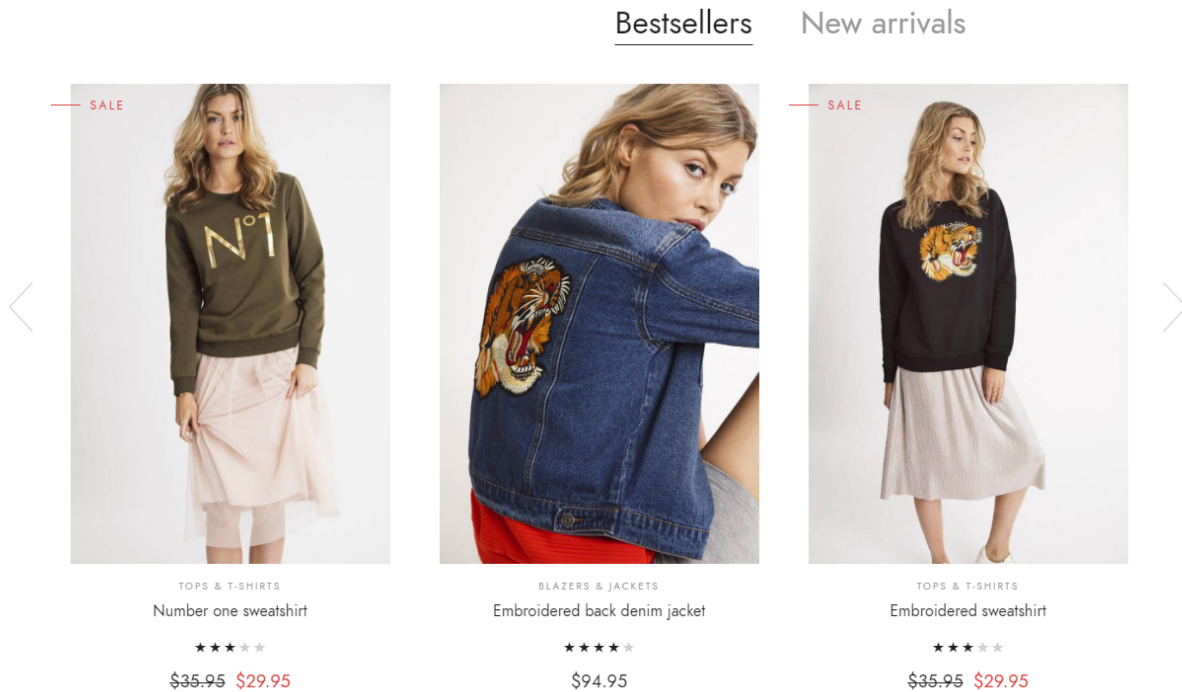 Bestsellers New arrivals
SALE
SALE
N°1
TOPS & T-SHIRTS
Number one sweatshirt
$35.95 $29.95
BLAZERS & JACKETS
Embroidered back denim jacket
$94.95
TOPS & T-SHIRTS
Embroidered sweatshirt
$35.95 $29.95